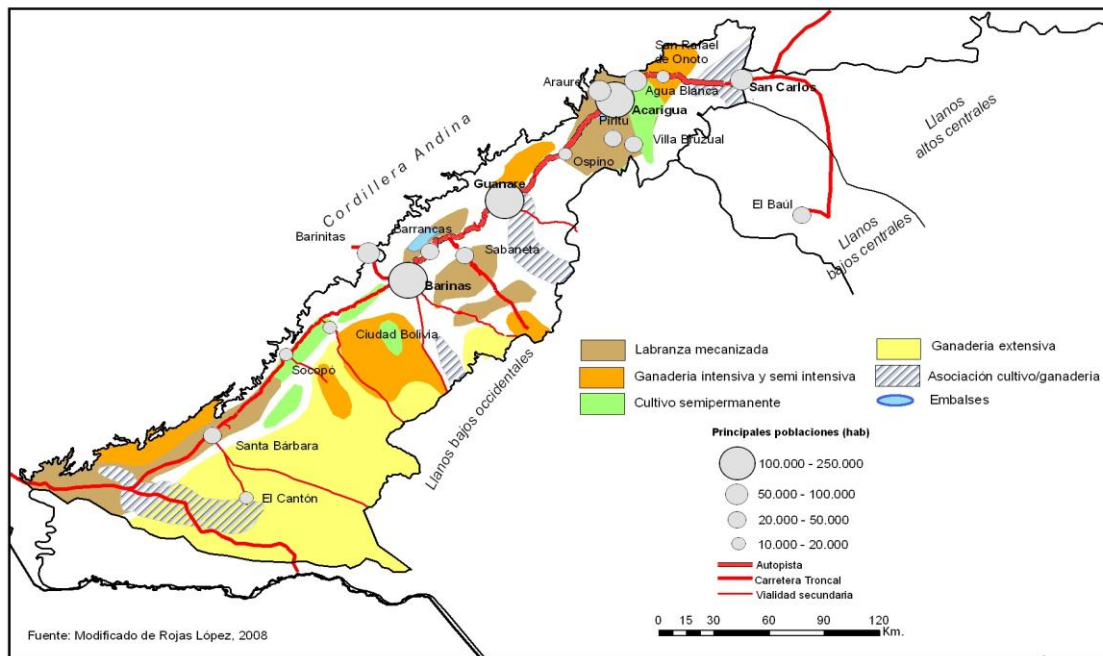 San Rafael
de Onoto
Araure
Agua Blanca
San Carlos
Acarigua
Piritu
Villa Bruzual
Ospino
Llanos
altos centrales
Cordillera Andina
Guanare
El Baúl
Llanos
bajos centrales
Barinitas
Barrancas
Sabaneta
Barinas
Ciudad Bolivia
Socopó
Llanos bajos occidentales
Santa Bárbara
El Cantón
Labranza mecanizada
Ganaderia intensiva y semi intensiva
Cultivo semipermanente
Ganaderia extensiva
Asociación cultivo/ganaderia
Embalses
Principales poblaciones (hab)
100.000 - 250.000
50.000 - 100.000
20.000 - 50.000
10.000 - 20.000
Autopista
Carretera Troncal
Vialidad secundaria
0 15 30 60 90 120
Km.
Fuente: Modificado de Rojas López, 2008